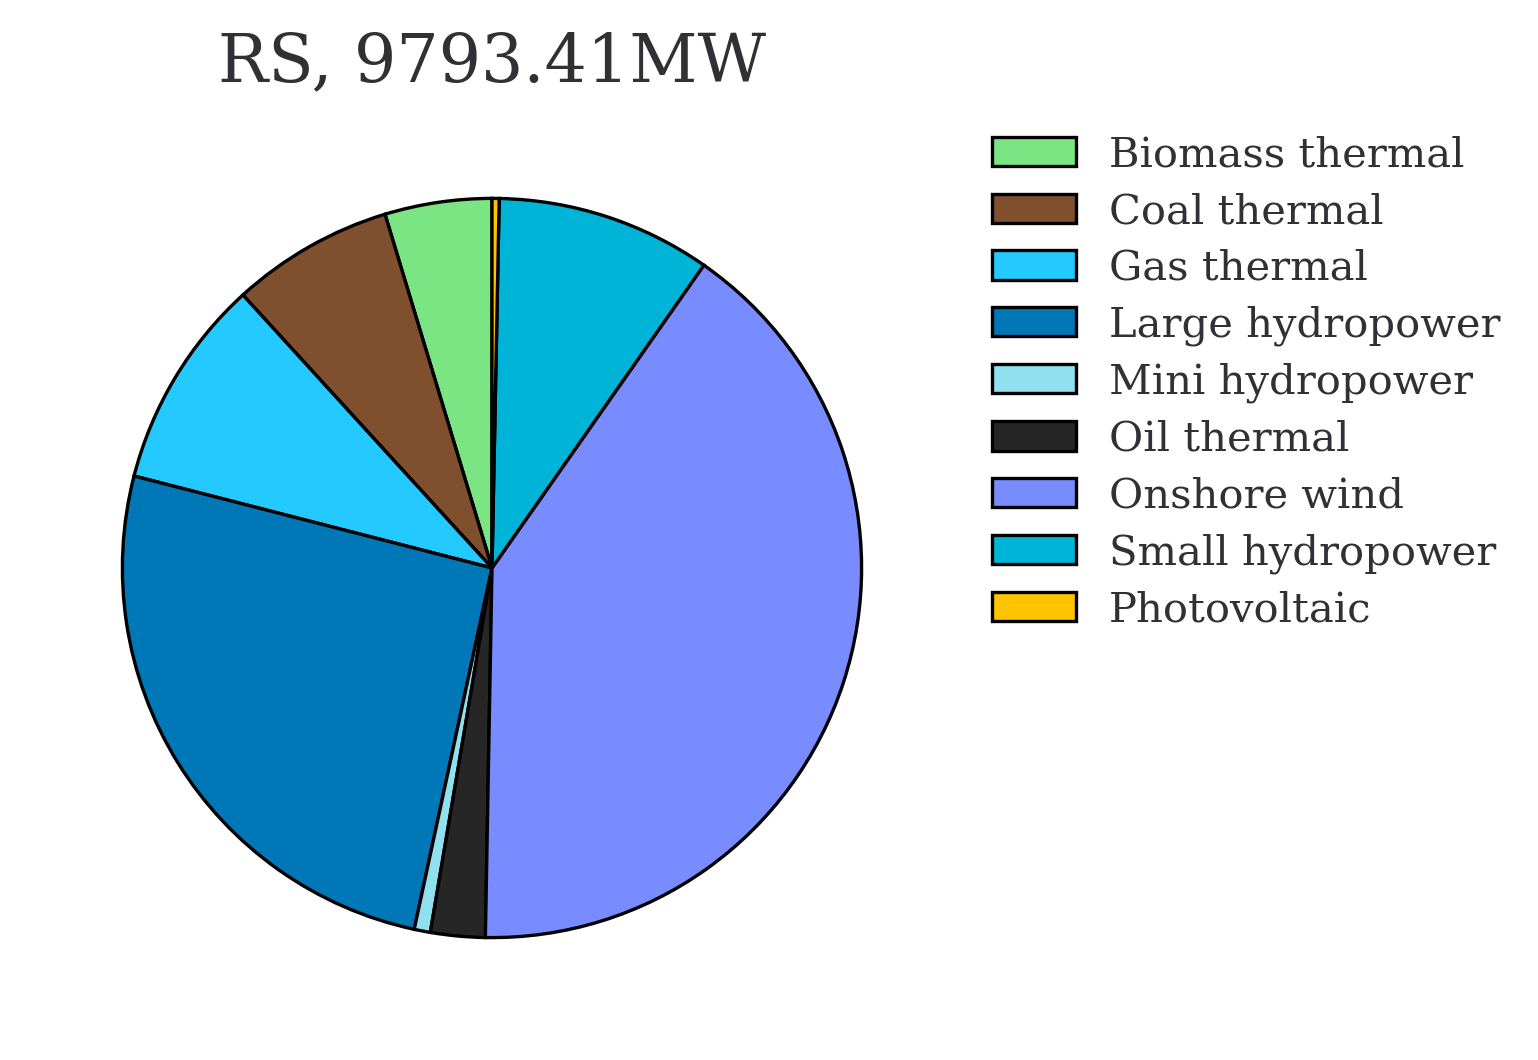 RS, 9793.41MW
Biomass thermal
Coal thermal
Gas thermal
Large hydropower
Mini hydropower
Oil thermal
Onshore wind
Small hydropower
Photovoltaic